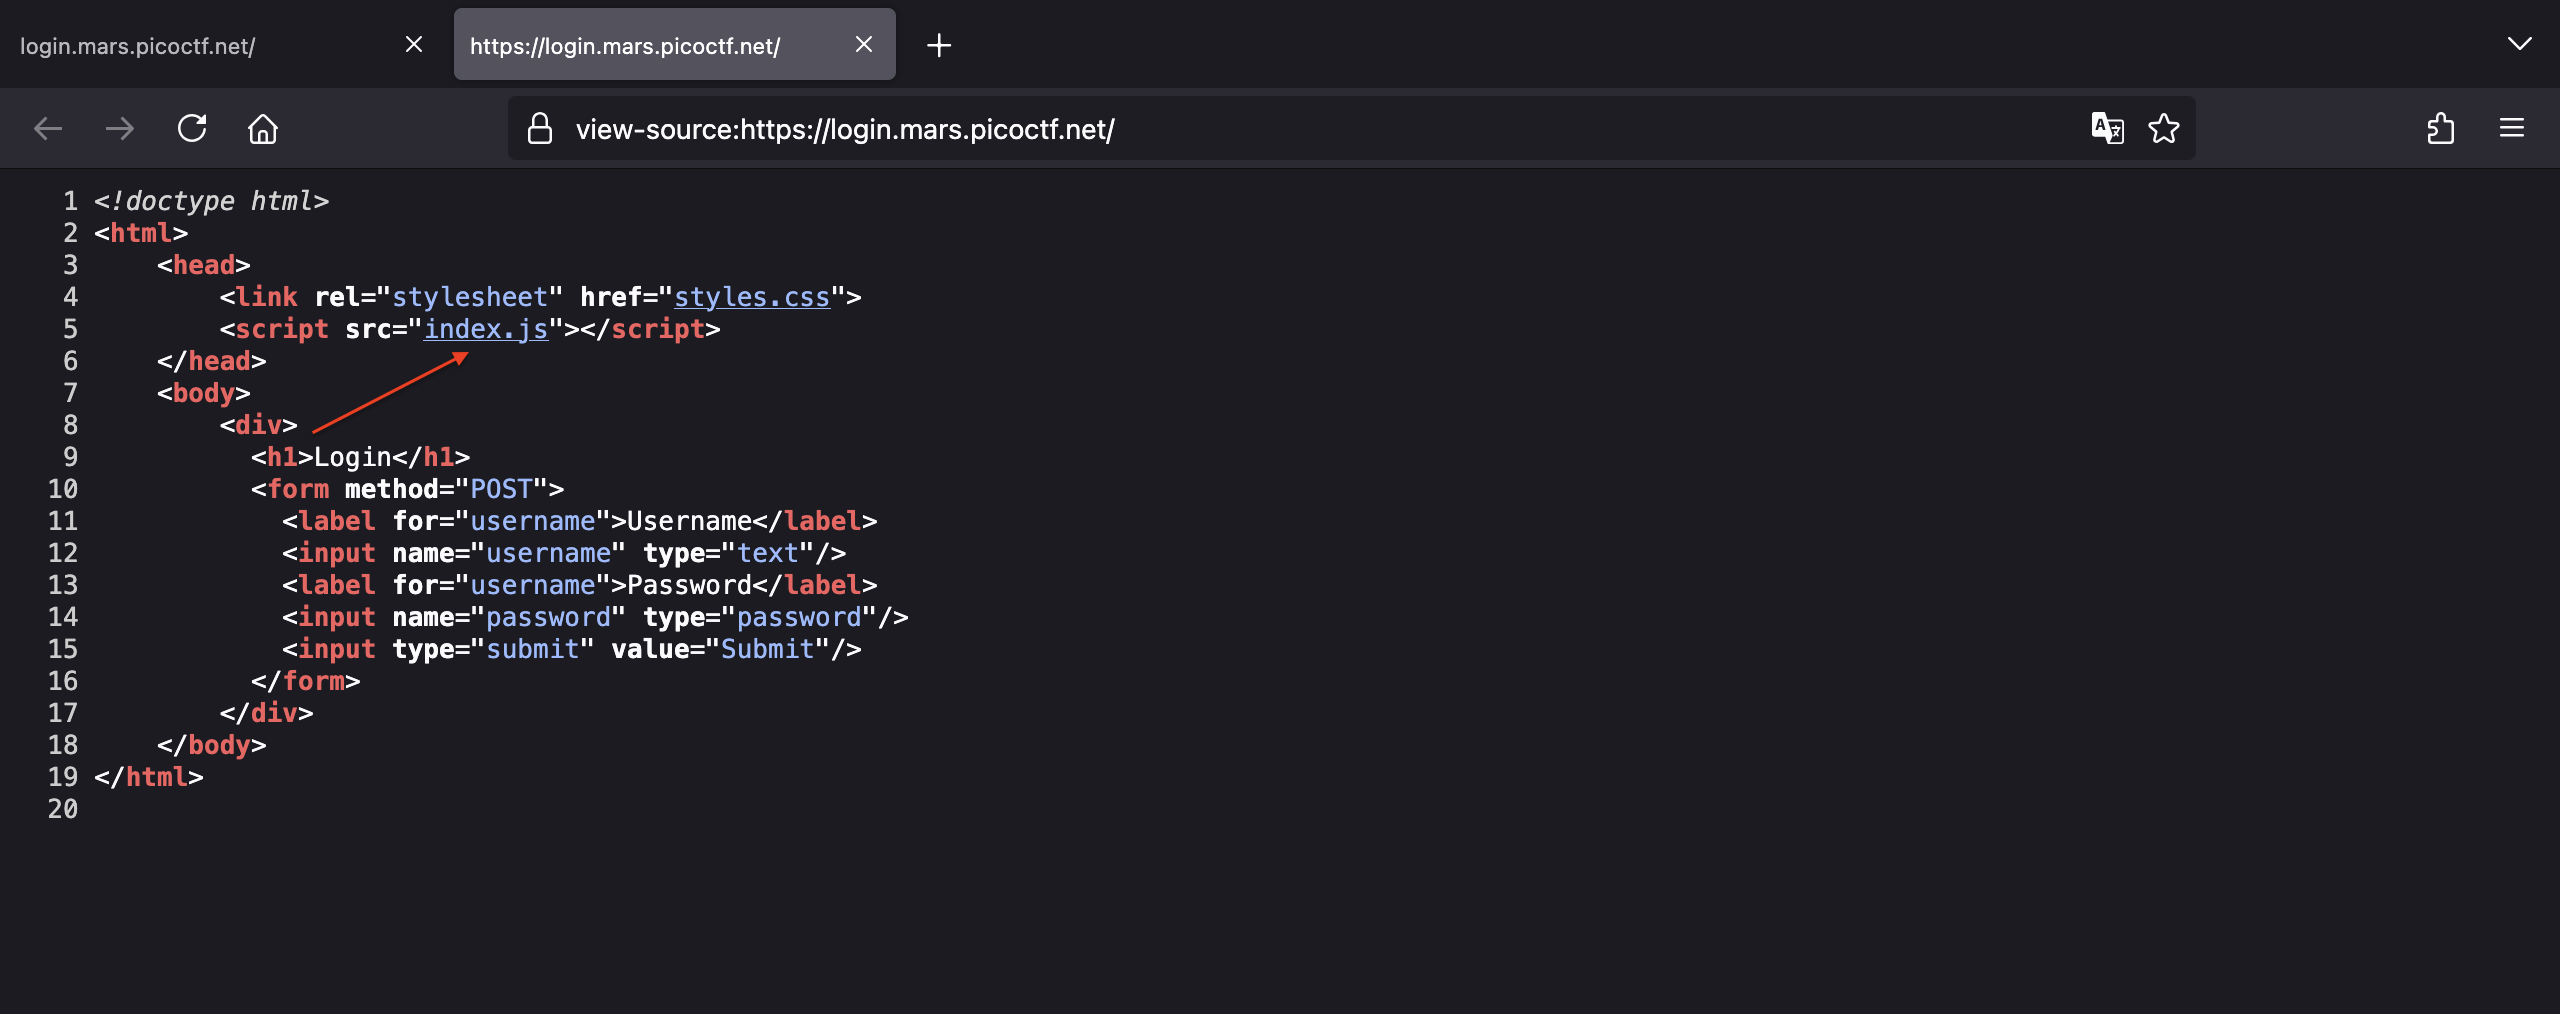 login.mars.picoctf.net/
https://login.mars.picoctf.net/
view-source:https://login.mars.picoctf.net/
1 <!doctype html>
2 <html>
3     <head>
4         <link rel="stylesheet" href="styles.css">
5         <script src="index.js"></script>
6     </head>
7     <body>
8         <div>
9           <h1>Login</h1>
10           <form method="POST">
11             <label for="username">Username</label>
12             <input name="username" type="text"/>
13             <label for="username">Password</label>
14             <input name="password" type="password"/>
15             <input type="submit" value="Submit"/>
16           </form>
17         </div>
18     </body>
19 </html>
20